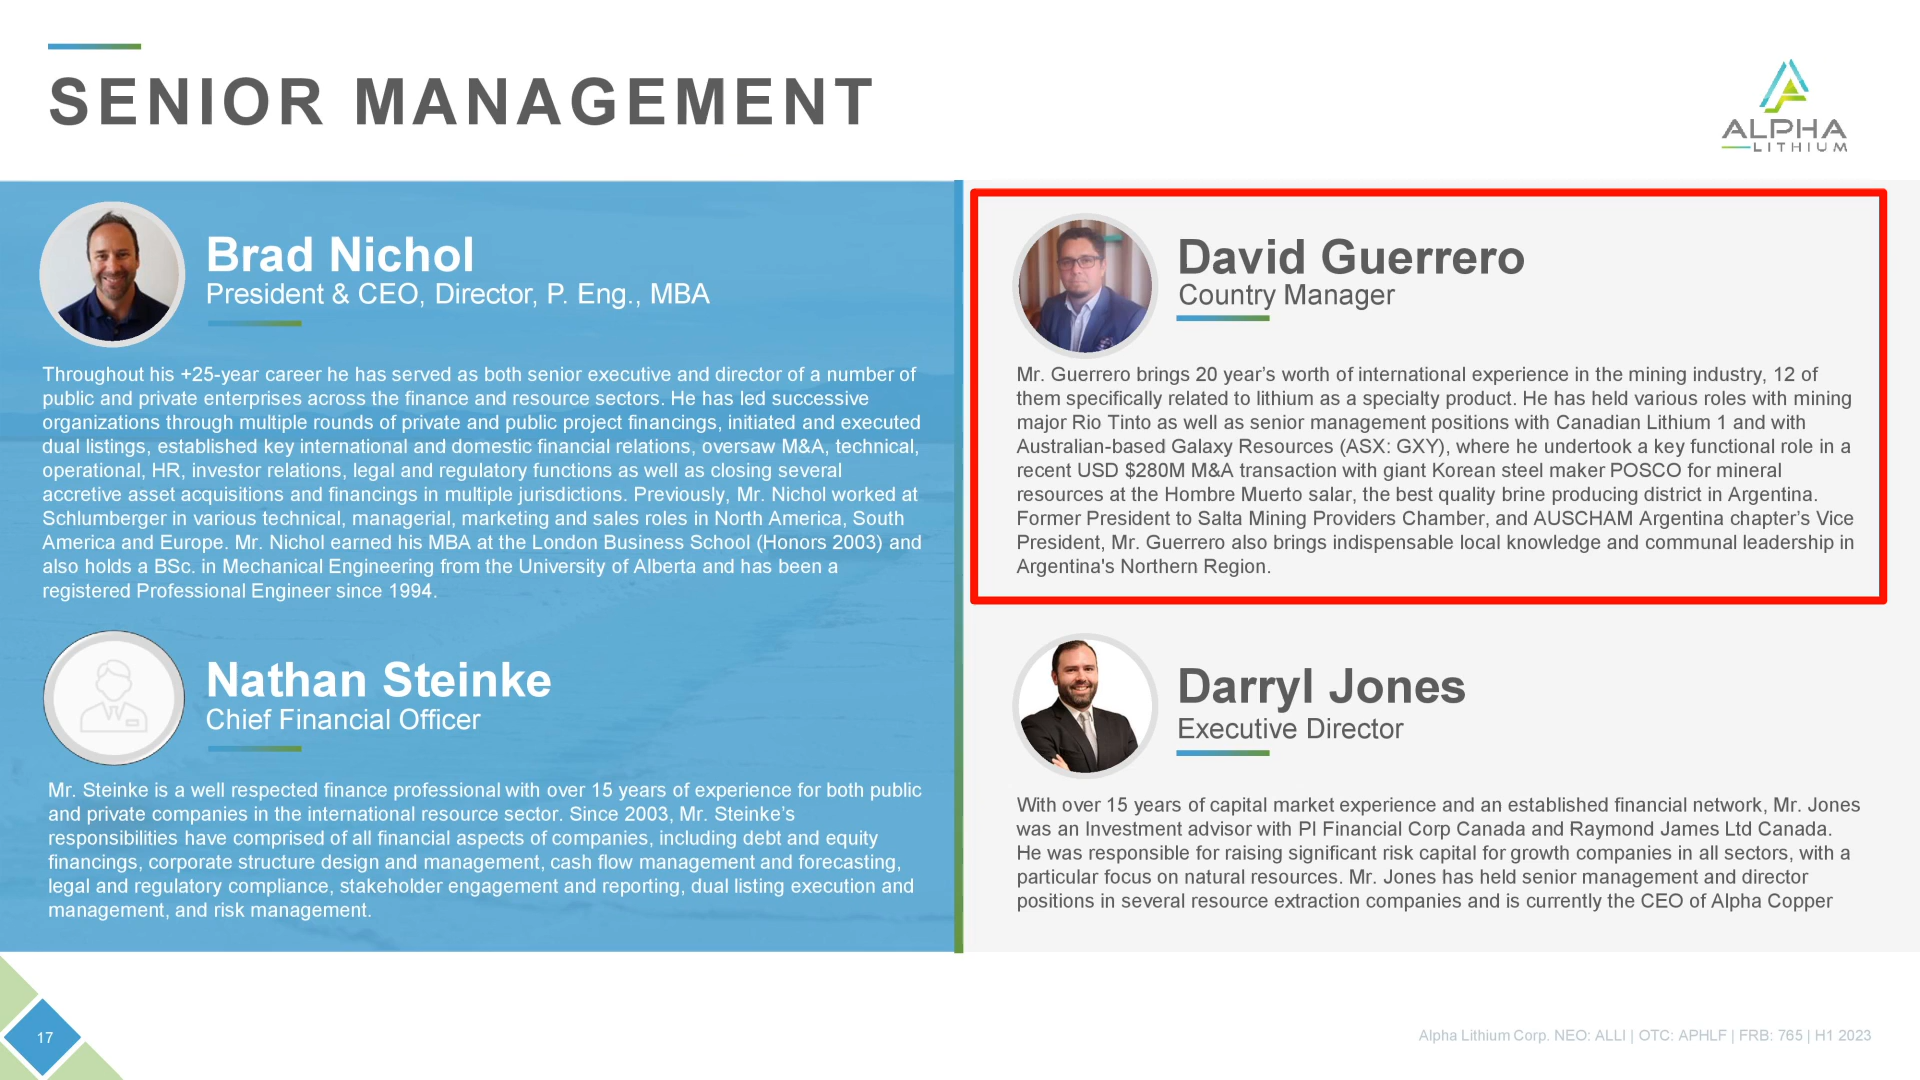 SENIOR MANAGEMENT
ALPHA
LITHIUM
Brad Nichol
President & CEO, Director, P. Eng., MBA
Throughout his +25-year career he has served as both senior executive and director of a number of
public and private enterprises across the finance and resource sectors. He has led successive
organizations through multiple rounds of private and public project financings, initiated and executed
dual listings, established key international and domestic financial relations, oversaw M&A, technical,
operational, HR, investor relations, legal and regulatory functions as well as closing several
accretive asset acquisitions and financings in multiple jurisdictions. Previously, Mr. Nichol worked at
Schlumberger in various technical, managerial, marketing and sales roles in North America, South
America and Europe. Mr. Nichol earned his MBA at the London Business School (Honors 2003) and
also holds a BSc. in Mechanical Engineering from the University of Alberta and has been a
registered Professional Engineer since 1994.
Nathan Steinke
Chief Financial Officer
Mr. Steinke is a well respected finance professional with over 15 years of experience for both public
and private companies in the international resource sector. Since 2003, Mr. Steinke’s
responsibilities have comprised of all financial aspects of companies, including debt and equity
financings, corporate structure design and management, cash flow management and forecasting,
legal and regulatory compliance, stakeholder engagement and reporting, dual listing execution and
management, and risk management.
David Guerrero
Country Manager
Mr. Guerrero brings 20 year’s worth of international experience in the mining industry, 12 of
them specifically related to lithium as a specialty product. He has held various roles with mining
major Rio Tinto as well as senior management positions with Canadian Lithium 1 and with
Australian-based Galaxy Resources (ASX: GXY), where he undertook a key functional role in a
recent USD $280M M&A transaction with giant Korean steel maker POSCO for mineral
resources at the Hombre Muerto salar, the best quality brine producing district in Argentina.
Former President to Salta Mining Providers Chamber, and AUSCHAM Argentina chapter’s Vice
President, Mr. Guerrero also brings indispensable local knowledge and communal leadership in
Argentina's Northern Region.
Darryl Jones
Executive Director
With over 15 years of capital market experience and an established financial network, Mr. Jones
was an Investment advisor with PI Financial Corp Canada and Raymond James Ltd Canada.
He was responsible for raising significant risk capital for growth companies in all sectors, with a
particular focus on natural resources. Mr. Jones has held senior management and director
positions in several resource extraction companies and is currently the CEO of Alpha Copper
17
Alpha Lithium Corp. NEO: ALLI | OTC: APHLF | FRB: 765 | H1 2023